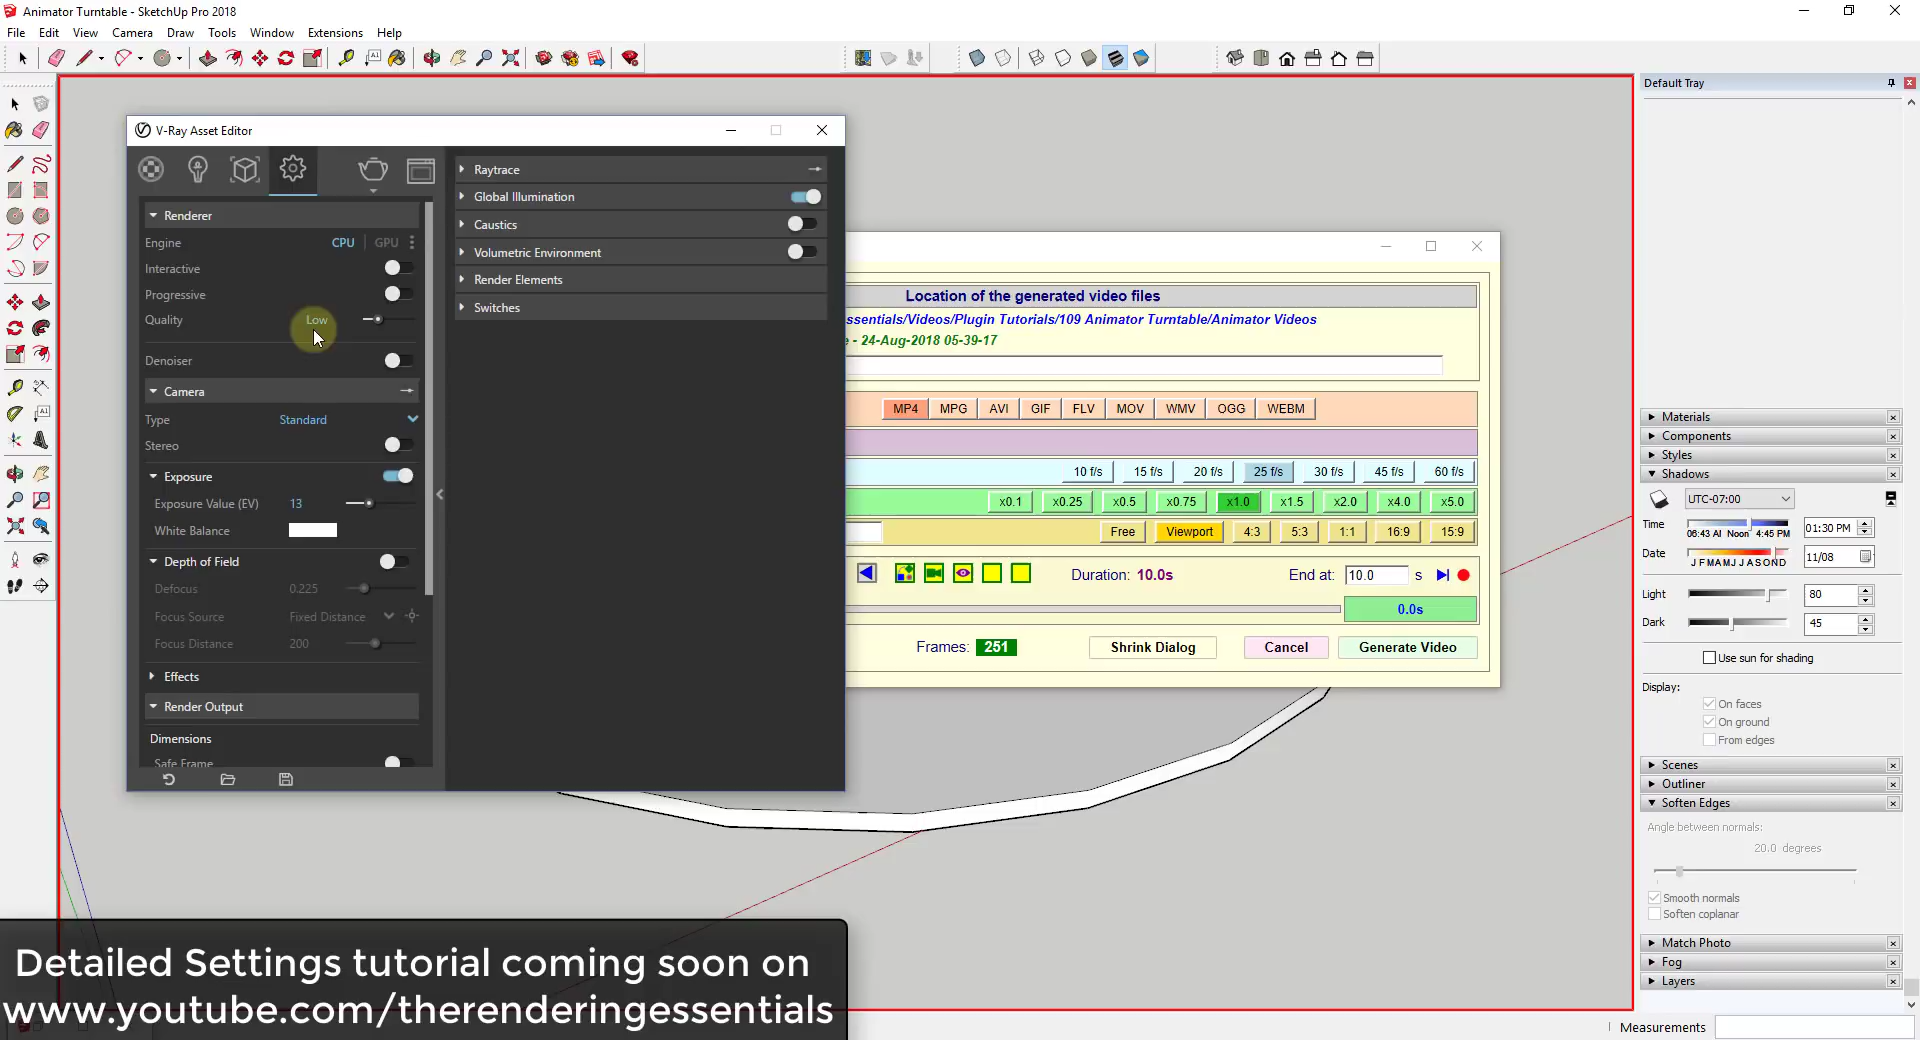 Animator Turntable - SketchUp Pro 2018
File Edit View Camera Draw Tools Window Extensions Help
V-Ray Asset Editor
Renderer
Engine CPU GPU
Interactive
Progressive
Quality Low
Denoiser
Camera
Type Standard
Stereo
Exposure
Exposure Value (EV) 13
White Balance
Depth of Field
Defocus 0.225
Focus Source Fixed Distance
Focus Distance 200
Effects
Render Output
Dimensions
Safe Frame
Raytrace
Global Illumination
Caustics
Volumetric Environment
Render Elements
Switches
Location of the generated video files
ssentials/Videos/Plugin Tutorials/109 Animator Turntable/Animator Videos
e - 24-Aug-2018 05-39-17
MP4 MPG AVI GIF FLV MOV WMV OGG WEBM
10 f/s 15 f/s 20 f/s 25 f/s 30 f/s 45 f/s 60 f/s
x0.1 x0.25 x0.5 x0.75 x1.0 x1.5 x2.0 x4.0 x5.0
Free Viewport 4:3 5:3 1:1 16:9 15:9
Duration: 10.0s End at: 10.0 s
0.0s
Frames: 251 Shrink Dialog Cancel Generate Video
Default Tray
Materials
Components
Styles
Shadows
UTC-07:00
Time 01:30 PM
06:43 AI Noon 4:45 PM
Date 11/08
J F M A M J J A S O N D
Light 80
Dark 45
Use sun for shading
Display:
On faces
On ground
From edges
Scenes
Outliner
Soften Edges
Angle between normals:
20.0 degrees
Smooth normals
Soften coplanar
Match Photo
Fog
Layers
Measurements
Detailed Settings tutorial coming soon on
www.youtube.com/therenderingessentials